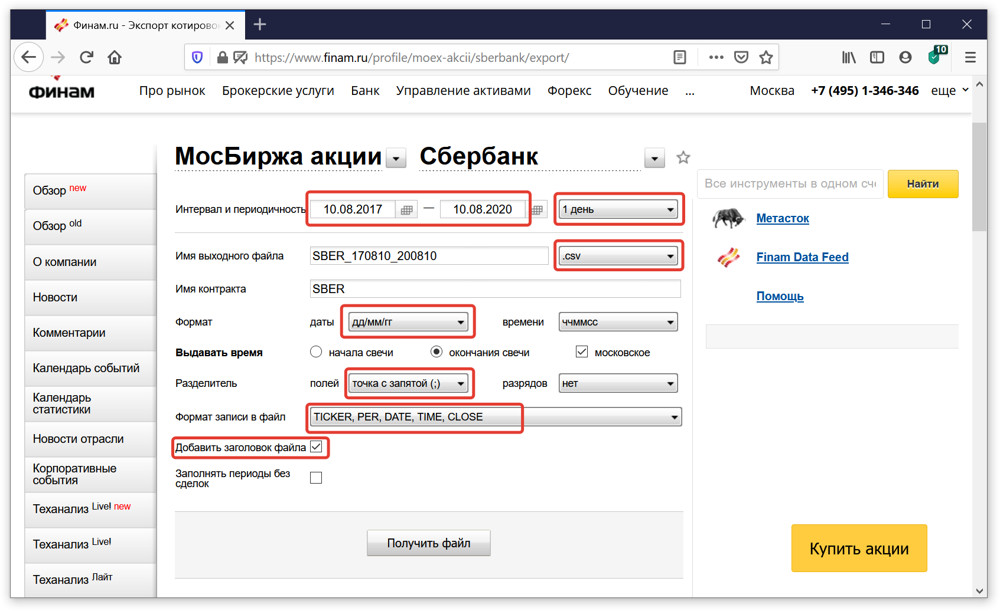 Финам.ru - Экспорт котирово
https://www.finam.ru/profile/moex-akcii/sberbank/export/
10
ФИНАМ
Про рынок Брокерские услуги Банк Управление активами Форекс Обучение ... Москва +7 (495) 1-346-346 еще
МосБиржа акции Сбербанк
Все инструменты в одном сч
Найти
Обзор new
Обзор old
О компании
Новости
Комментарии
Календарь событий
Календарь
статистики
Новости отрасли
Корпоративные
события
Теханализ Live! new
Теханализ Live!
Теханализ Лайт
Интервал и периодичность 10.08.2017 — 10.08.2020 1 день
Имя выходного файла SBER_170810_200810 .csv
Имя контракта SBER
Формат даты дд/мм/гг времени ччммсс
Выдавать время начала свечи окончания свечи московское
Разделитель полей точка с запятой (;) разрядов нет
Формат записи в файл TICKER, PER, DATE, TIME, CLOSE
Добавить заголовок файла
Заполнять периоды без
сделок
Получить файл
Метасток
Finam Data Feed
Помощь
Купить акции